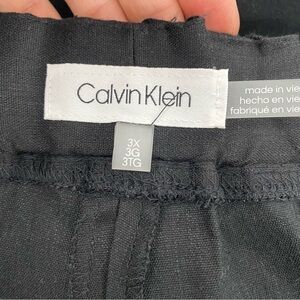 Calvin Klein
made in vie
hecho en vie
fabriqué en vie
3X
3G
3TG